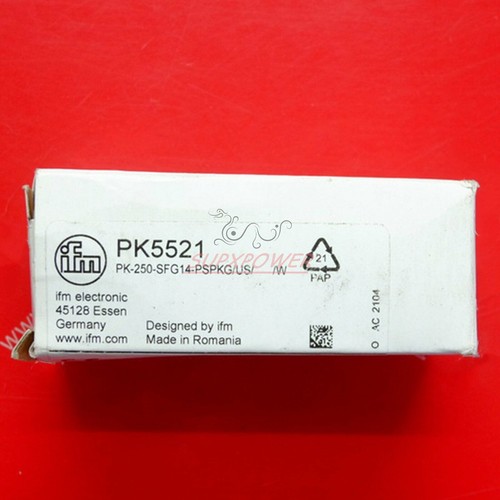 ifm
PK5521
PK-250-SFG14-PSPKG/US/ /W
SUPXPOWER
21
PAP
ifm electronic
45128 Essen
Germany
www.ifm.com
Designed by ifm
Made in Romania
AC 2104